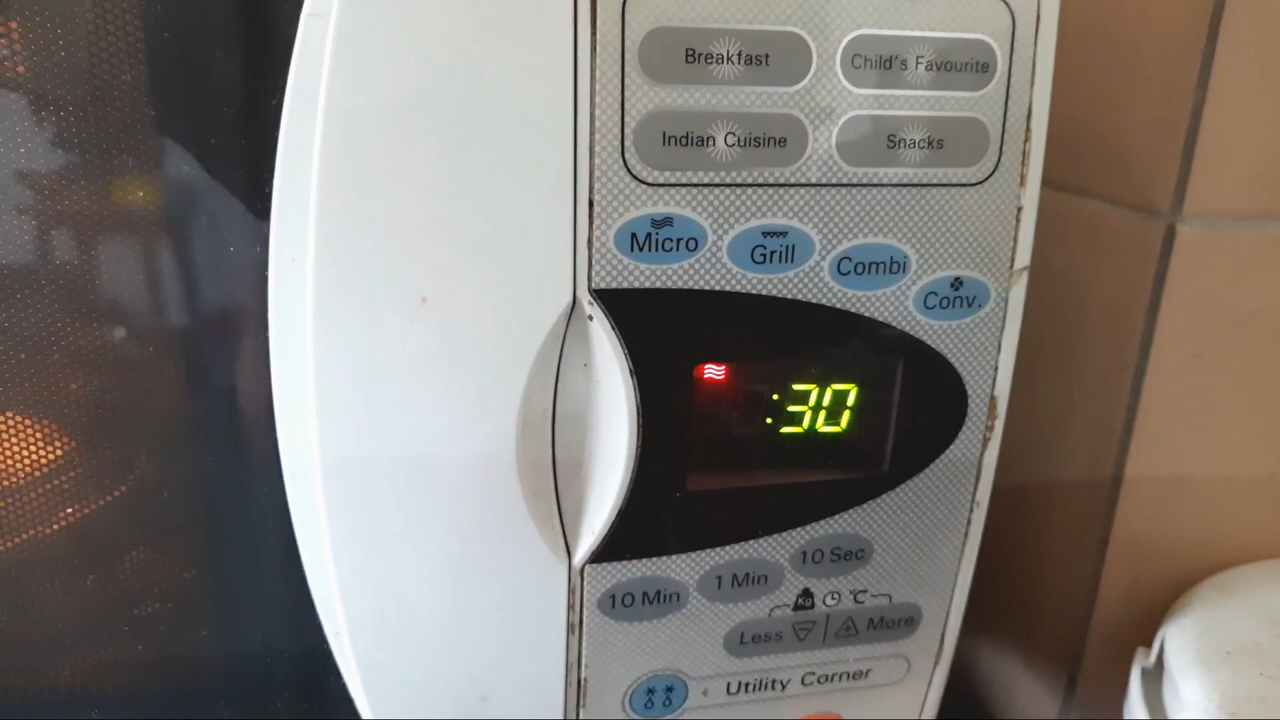 Breakfast
Child's Favourite
Indian Cuisine
Snacks
Micro
Grill
Combi
Conv.
:30
10 Min
1 Min
10 Sec
Kg °C
Less
More
Utility Corner